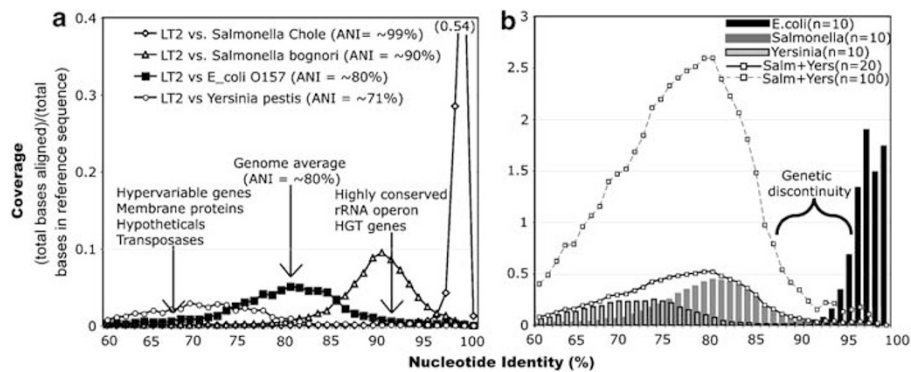 a
(0.54)
LT2 vs. Salmonella Chole (ANI= ~99%)
LT2 vs. Salmonella bognori (ANI = ~90%)
LT2 vs E_coli O157 (ANI = ~80%)
LT2 vs Yersinia pestis (ANI = ~71%)
Genome average
(ANI = ~80%)
Hypervariable genes
Membrane proteins
Hypotheticals
Transposases
Highly conserved
rRNA operon
HGT genes
Coverage
(total bases aligned)/(total
bases in reference sequence)
0.4
0.3
0.2
0.1
0
60 65 70 75 80 85 90 95 100
b
E.coli(n=10)
Salmonella(n=10)
Yersinia(n=10)
Salm+Yers(n=20)
Salm+Yers(n=100)
Genetic
discontinuity
3
2.5
2
1.5
1
0.5
0
60 65 70 75 80 85 90 95 100
Nucleotide Identity (%)